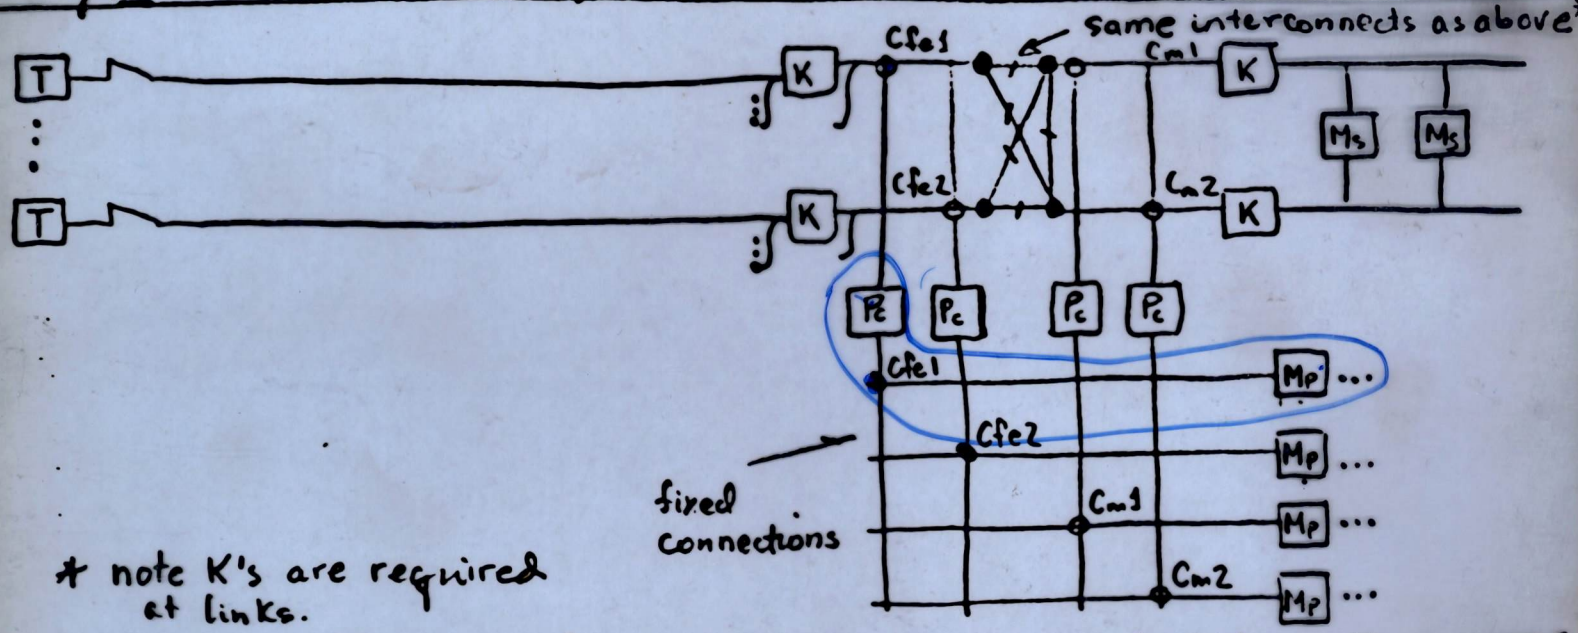 same interconnects as above*
Cfe1
Cm1
T
K
K
Ms
Ms
Cfe2
Cm2
T
K
K
Pc
Pc
Pc
Pc
Cfe1
Mp ...
Cfe2
Mp ...
fixed
connections
Cm1
Mp ...
* note K's are required
at links.
Cm2
Mp ...